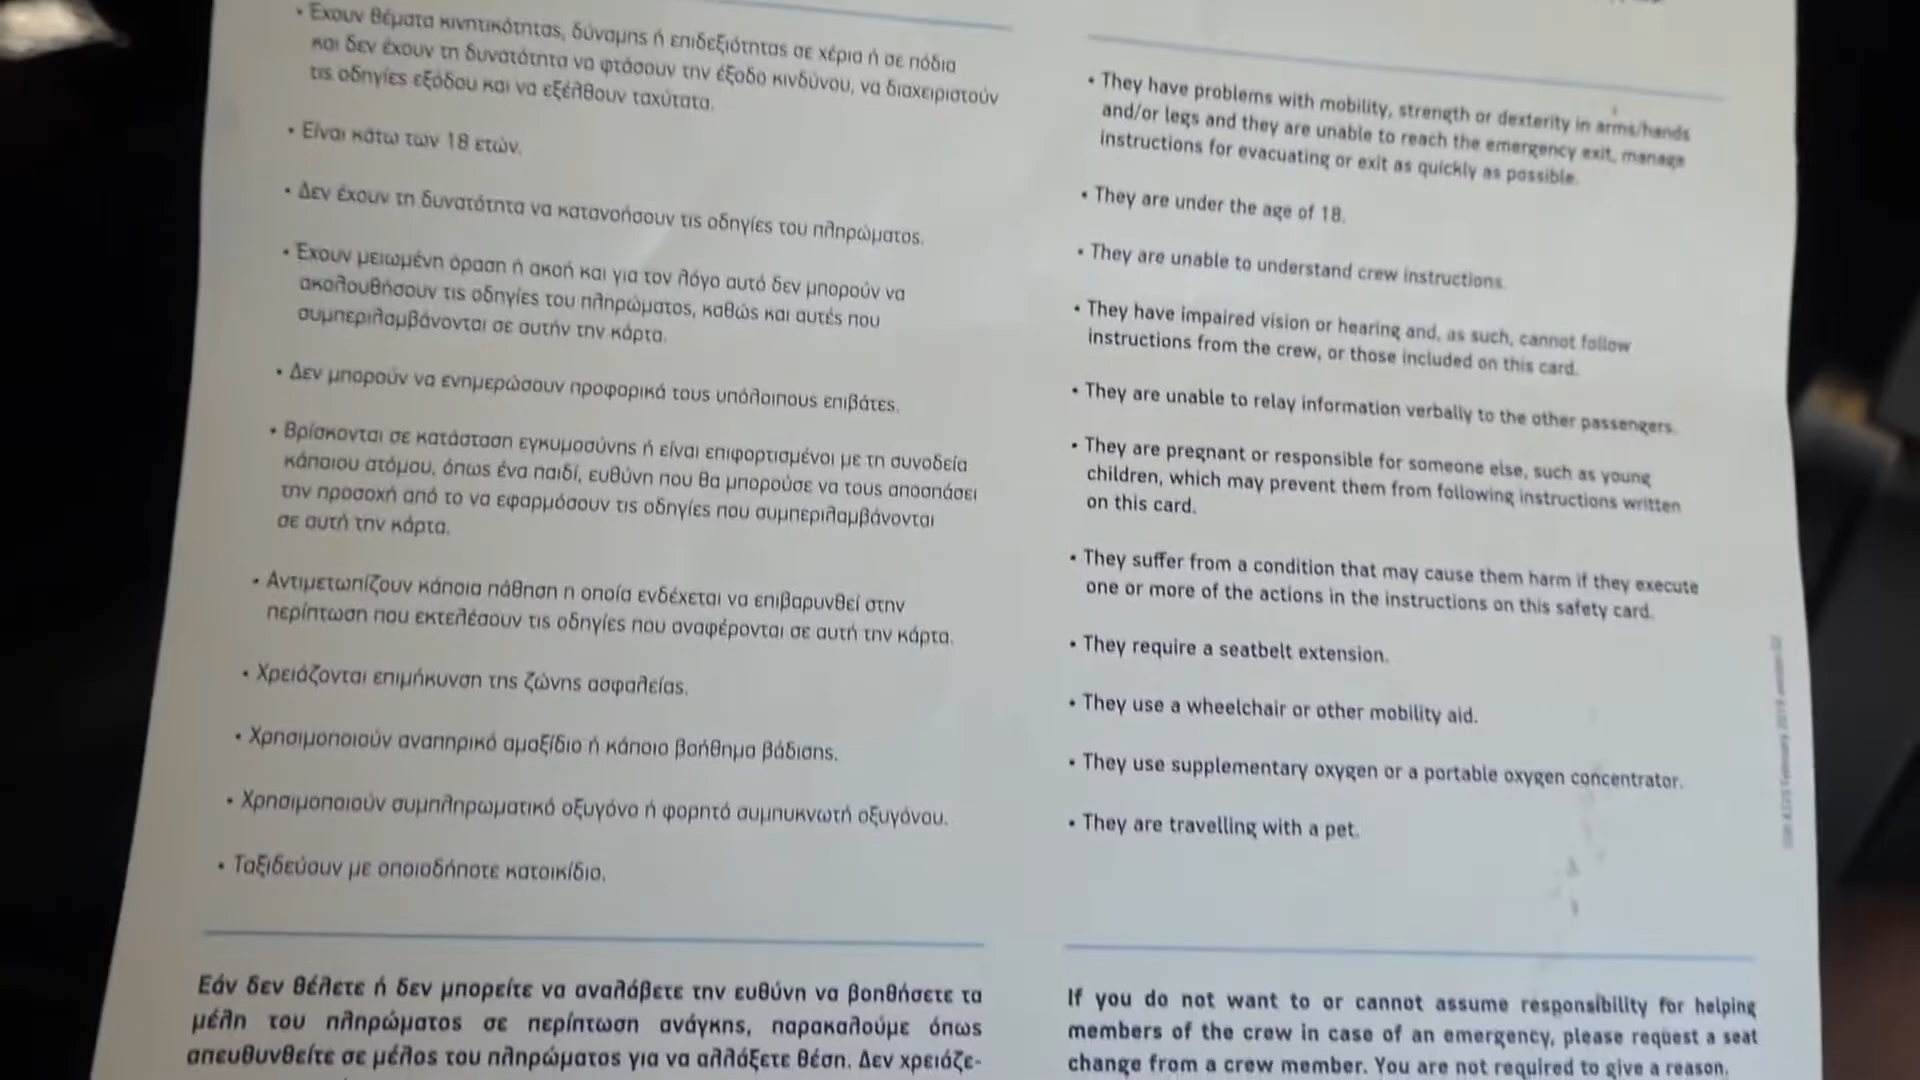 • Έχουν θέματα κινητικότητας, δύναμης ή επιδεξιότητας σε χέρια ή σε πόδια
και δεν έχουν τη δυνατότητα να φτάσουν την έξοδο κινδύνου, να διαχειριστούν
τις οδηγίες εξόδου και να εξέλθουν ταχύτατα.
• Είναι κάτω των 18 ετών.
• Δεν έχουν τη δυνατότητα να κατανοήσουν τις οδηγίες του πληρώματος.
• Έχουν μειωμένη όραση ή ακοή και για τον λόγο αυτό δεν μπορούν να
ακολουθήσουν τις οδηγίες του πληρώματος, καθώς και αυτές που
συμπεριλαμβάνονται σε αυτήν την κάρτα.
• Δεν μπορούν να ενημερώσουν προφορικά τους υπόλοιπους επιβάτες.
• Βρίσκονται σε κατάσταση εγκυμοσύνης ή είναι επιφορτισμένοι με τη συνοδεία
κάποιου ατόμου, όπως ένα παιδί, ευθύνη που θα μπορούσε να τους αποσπάσει
την προσοχή από το να εφαρμόσουν τις οδηγίες που συμπεριλαμβάνονται
σε αυτή την κάρτα.
• Αντιμετωπίζουν κάποια πάθηση η οποία ενδέχεται να επιβαρυνθεί στην
περίπτωση που εκτελέσουν τις οδηγίες που αναφέρονται σε αυτή την κάρτα.
• Χρειάζονται επιμήκυνση της ζώνης ασφαλείας.
• Χρησιμοποιούν αναπηρικό αμαξίδιο ή κάποιο βοήθημα βάδισης.
• Χρησιμοποιούν συμπληρωματικό οξυγόνο ή φορητό συμπυκνωτή οξυγόνου.
• Ταξιδεύουν με οποιοδήποτε κατοικίδιο.
Εάν δεν θέλετε ή δεν μπορείτε να αναλάβετε την ευθύνη να βοηθήσετε τα
μέλη του πληρώματος σε περίπτωση ανάγκης, παρακαλούμε όπως
απευθυνθείτε σε μέλος του πληρώματος για να αλλάξετε θέση. Δεν χρειάζε-
• They have problems with mobility, strength or dexterity in arms/hands
and/or legs and they are unable to reach the emergency exit, manage
instructions for evacuating or exit as quickly as possible.
• They are under the age of 18.
• They are unable to understand crew instructions.
• They have impaired vision or hearing and, as such, cannot follow
instructions from the crew, or those included on this card.
• They are unable to relay information verbally to the other passengers.
• They are pregnant or responsible for someone else, such as young
children, which may prevent them from following instructions written
on this card.
• They suffer from a condition that may cause them harm if they execute
one or more of the actions in the instructions on this safety card.
• They require a seatbelt extension.
• They use a wheelchair or other mobility aid.
• They use supplementary oxygen or a portable oxygen concentrator.
• They are travelling with a pet.
If you do not want to or cannot assume responsibility for helping
members of the crew in case of an emergency, please request a seat
change from a crew member. You are not required to give a reason.